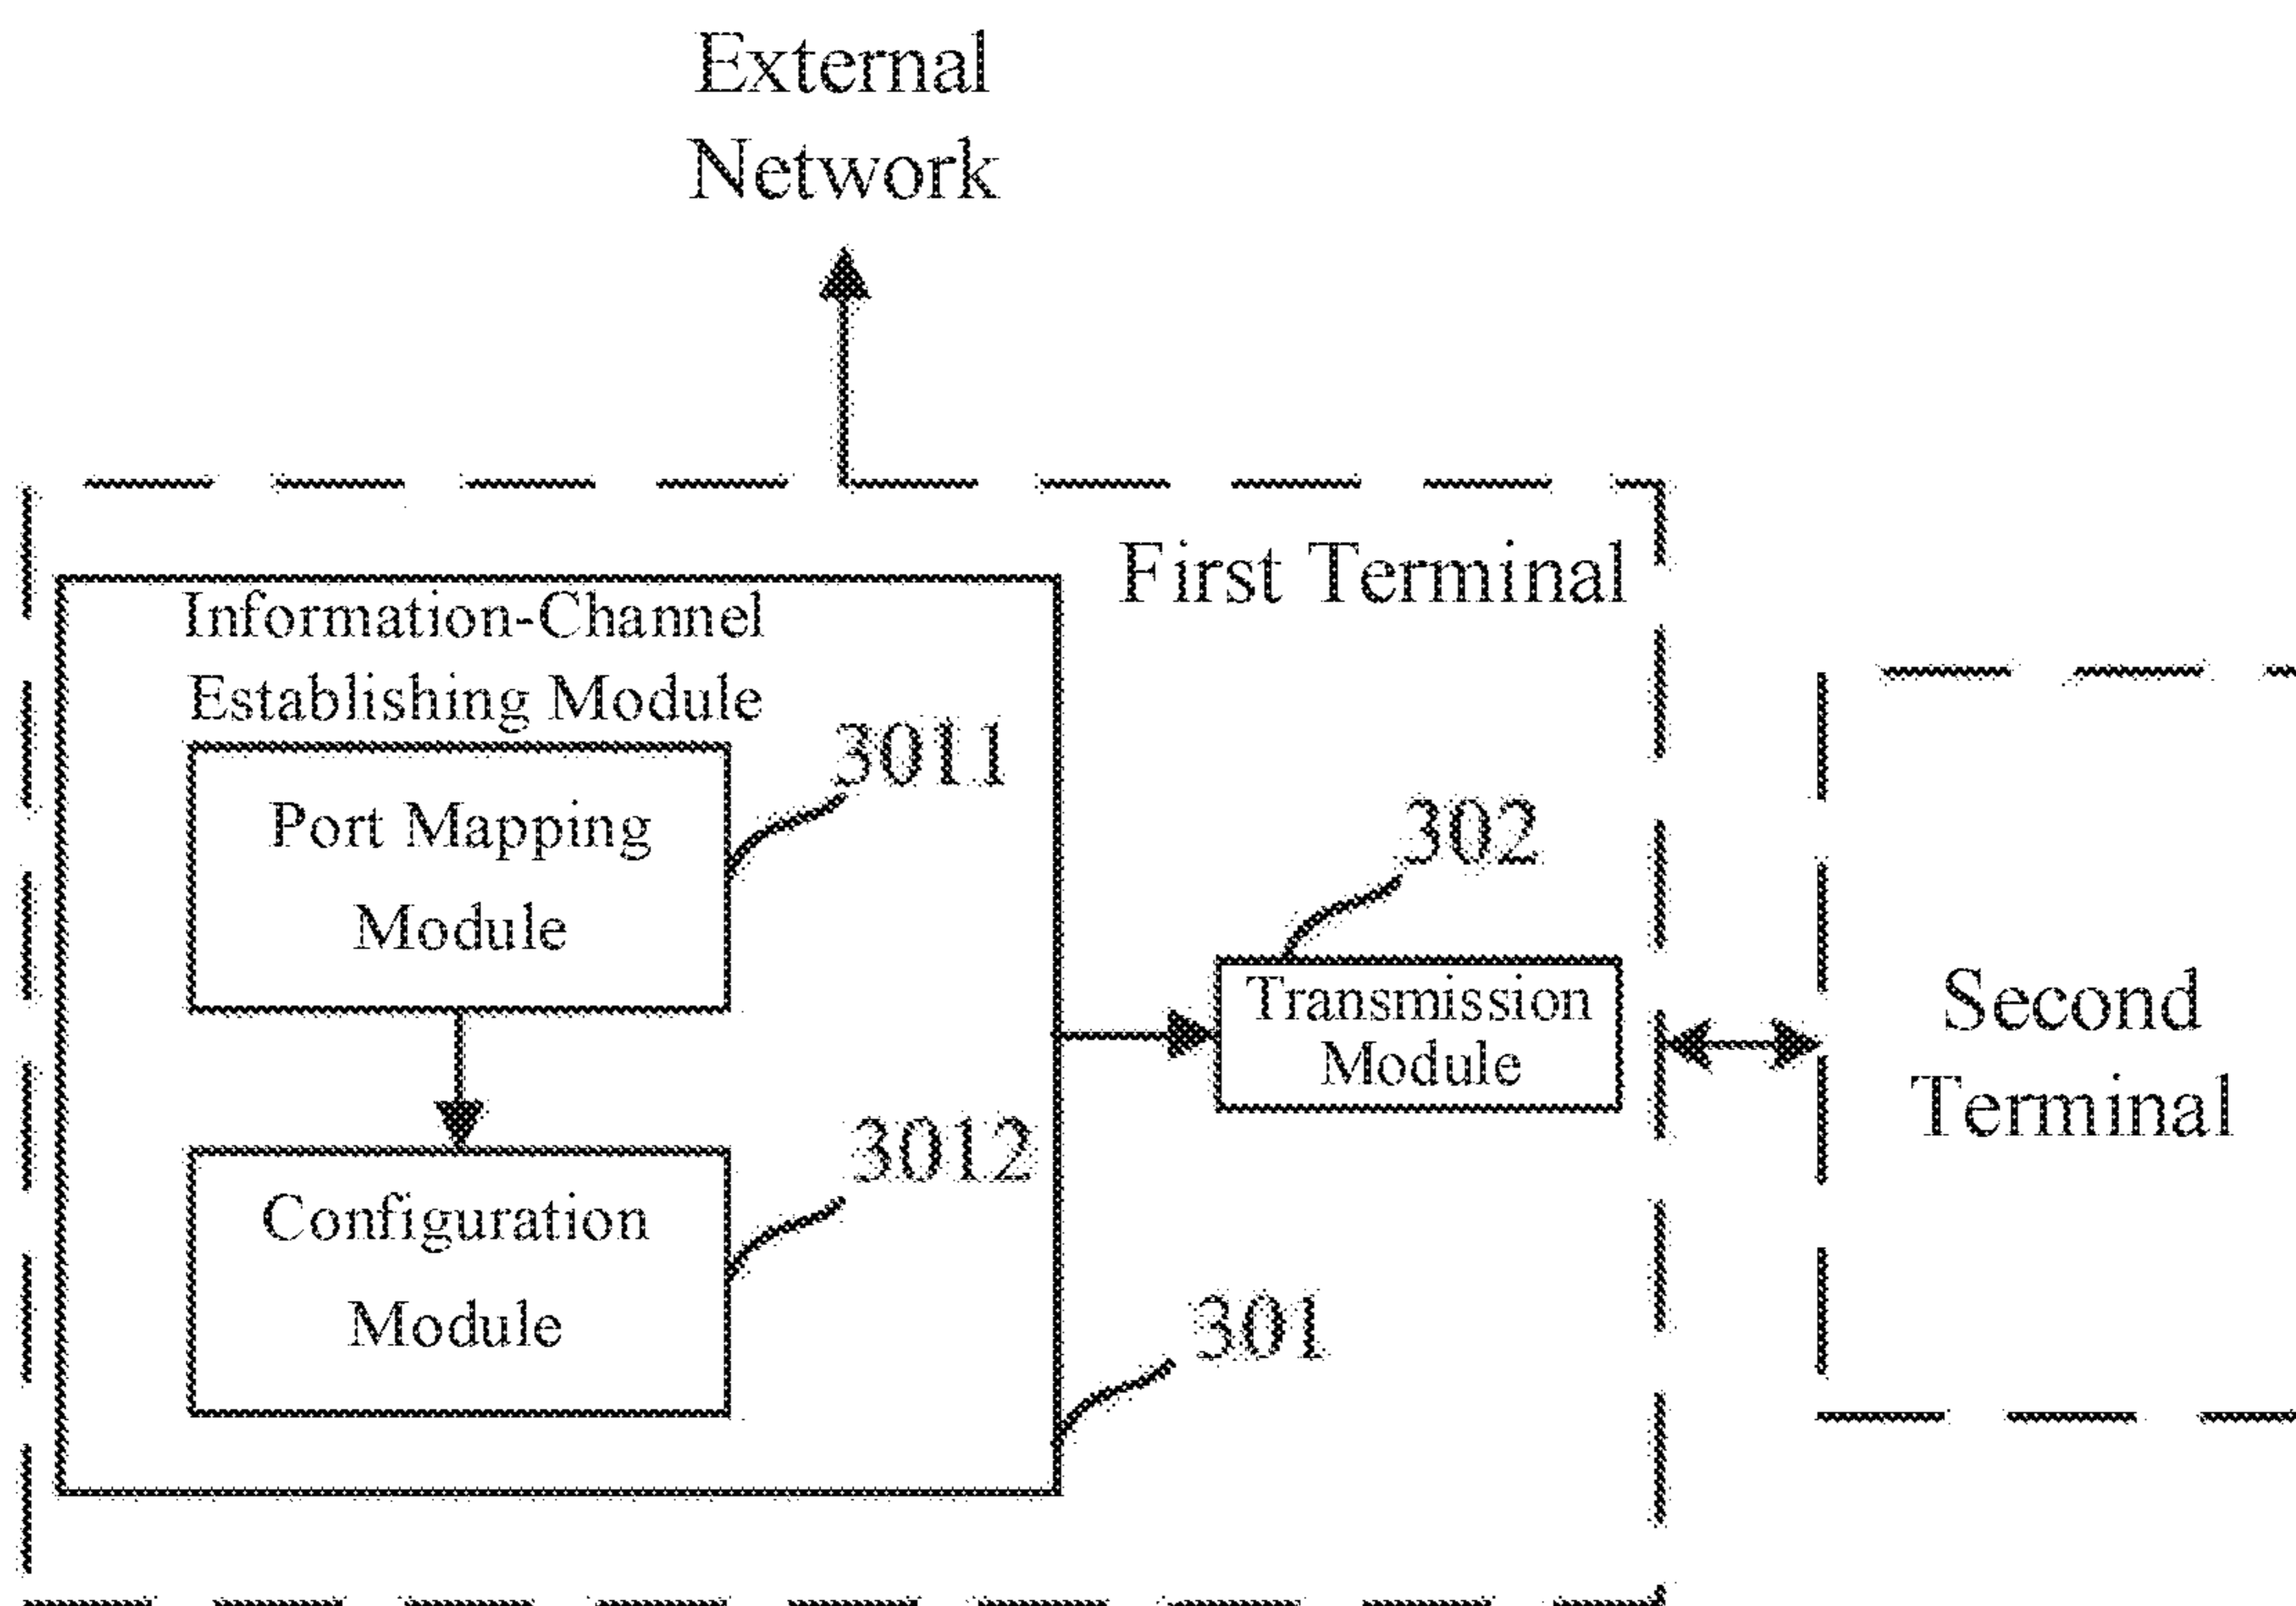 External
Network
First Terminal
Information-Channel
Establishing Module
3011
Port Mapping
Module
302
Transmission
Module
Second
Terminal
3012
Configuration
Module
301